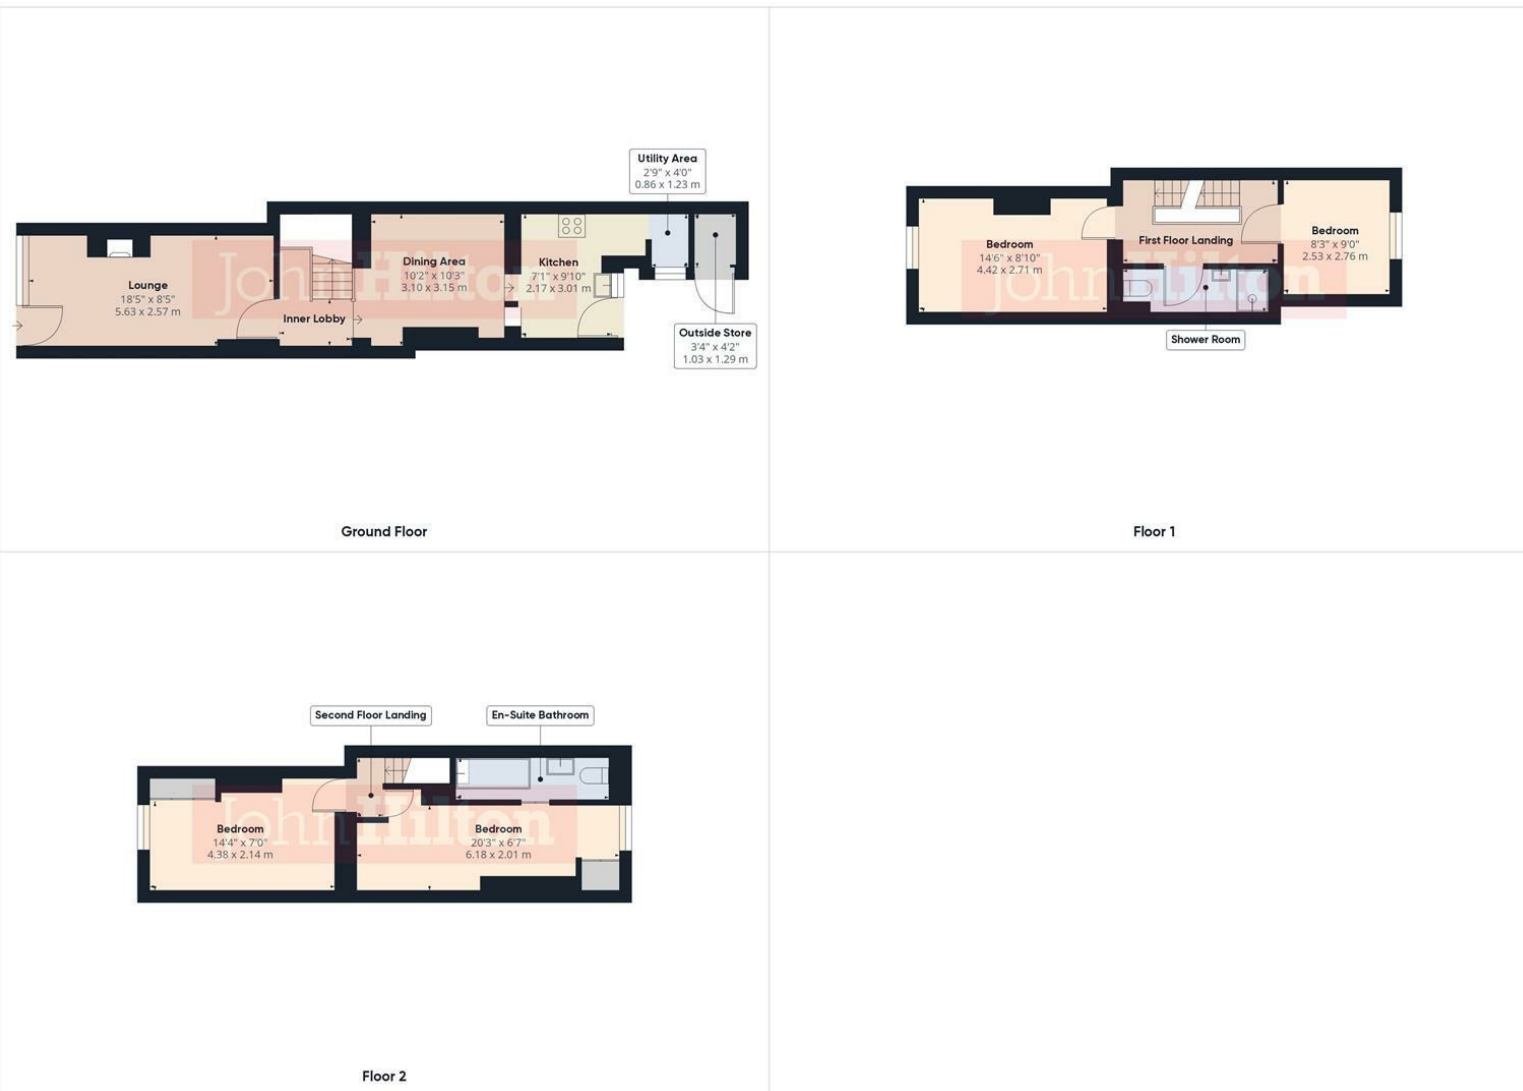 Utility Area
2'9" x 4'0"
0.86 x 1.23 m
Lounge
18'5" x 8'5"
5.63 x 2.57 m
Inner Lobby
Dining Area
10'2" x 10'3"
3.10 x 3.15 m
Kitchen
7'1" x 9'10"
2.17 x 3.01 m
Outside Store
3'4" x 4'2"
1.03 x 1.29 m
JohnHilton
Ground Floor
Bedroom
14'6" x 8'10"
4.42 x 2.71 m
First Floor Landing
Bedroom
8'3" x 9'0"
2.53 x 2.76 m
Shower Room
JohnHilton
Floor 1
Second Floor Landing
En-Suite Bathroom
Bedroom
14'4" x 7'0"
4.38 x 2.14 m
Bedroom
20'3" x 6'7"
6.18 x 2.01 m
JohnHilton
Floor 2